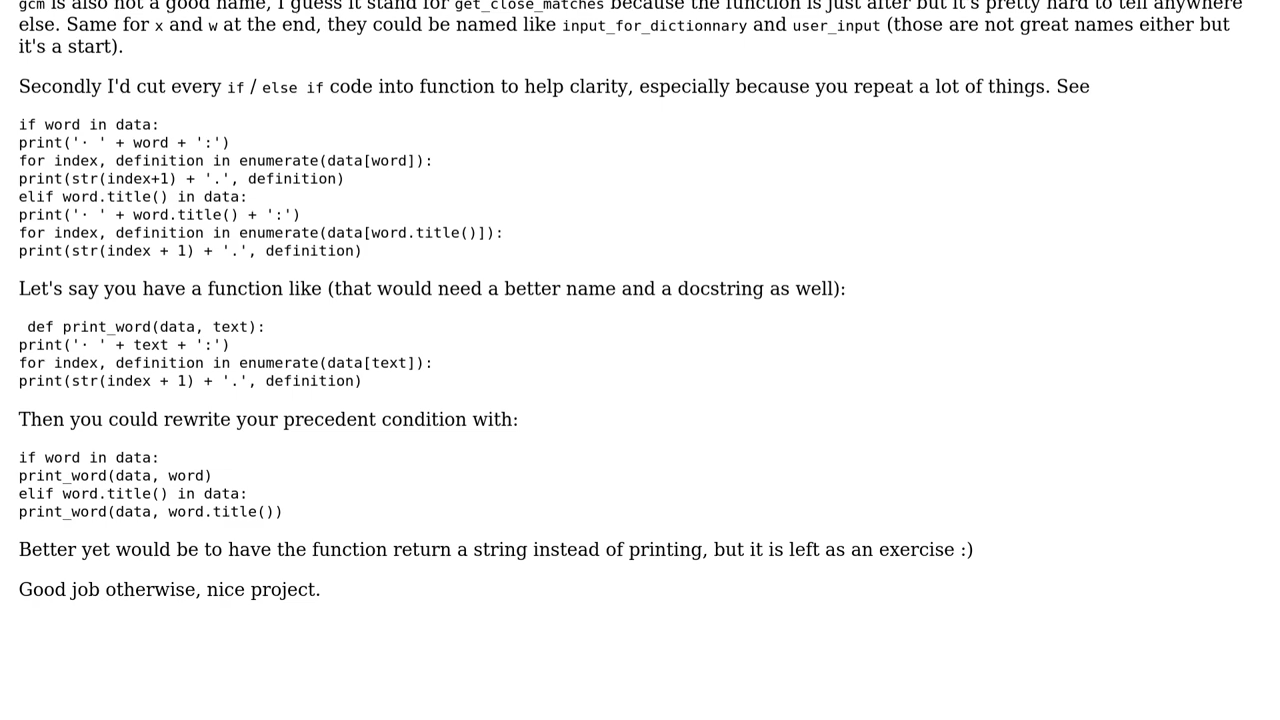 gcm is also not a good name, I guess it stand for get_close_matches because the function is just after but it's pretty hard to tell anywhere
else. Same for x and w at the end, they could be named like input_for_dictionnary and user_input (those are not great names either but
it's a start).
Secondly I'd cut every if / else if code into function to help clarity, especially because you repeat a lot of things. See
if word in data:
print('· ' + word + ':')
for index, definition in enumerate(data[word]):
print(str(index+1) + '.', definition)
elif word.title() in data:
print('· ' + word.title() + ':')
for index, definition in enumerate(data[word.title()]):
print(str(index + 1) + '.', definition)
Let's say you have a function like (that would need a better name and a docstring as well):
def print_word(data, text):
print('· ' + text + ':')
for index, definition in enumerate(data[text]):
print(str(index + 1) + '.', definition)
Then you could rewrite your precedent condition with:
if word in data:
print_word(data, word)
elif word.title() in data:
print_word(data, word.title())
Better yet would be to have the function return a string instead of printing, but it is left as an exercise :)
Good job otherwise, nice project.